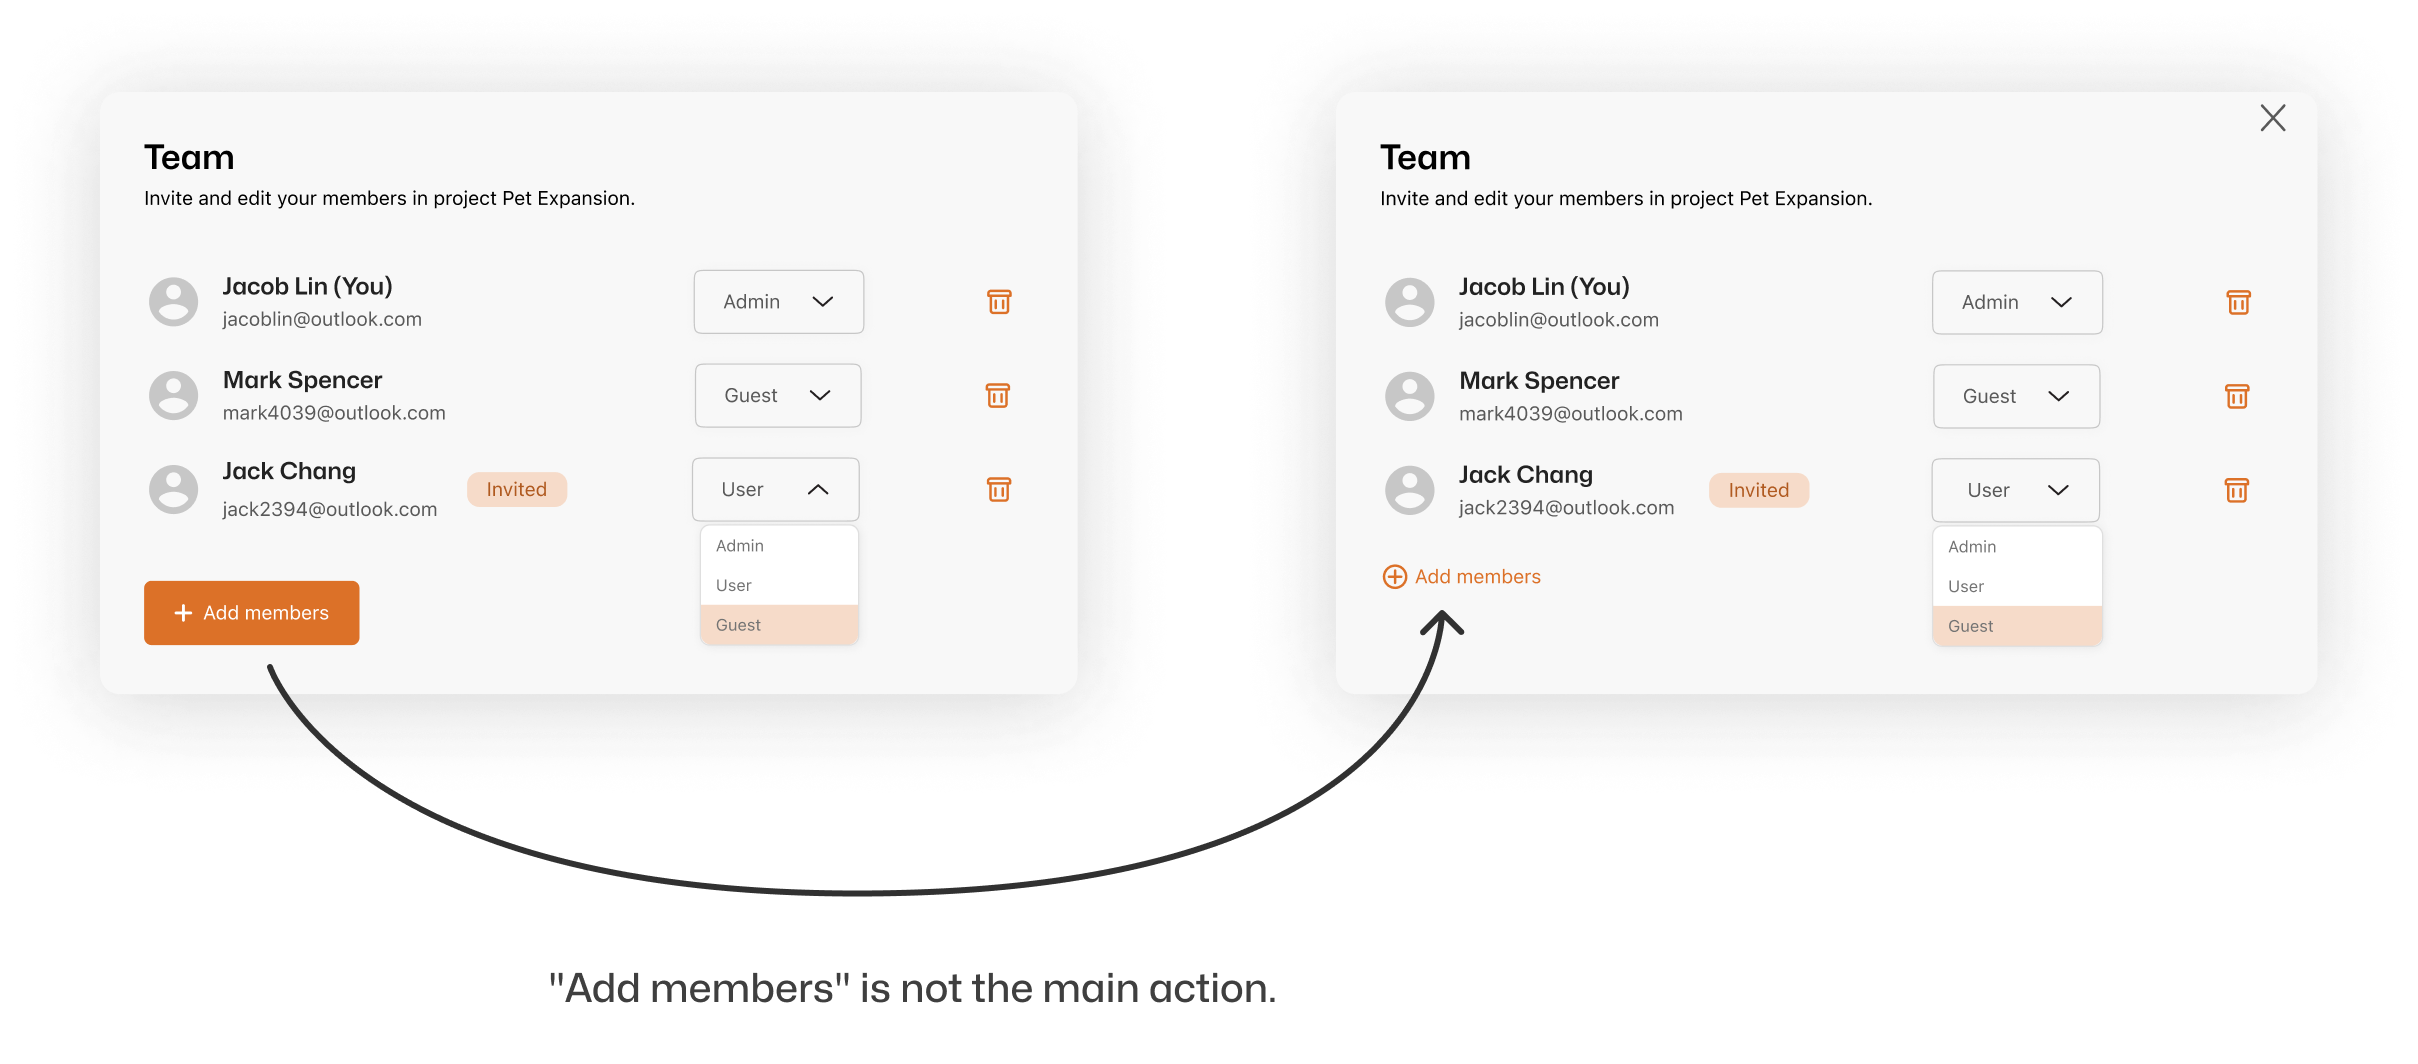 Team
Invite and edit your members in project Pet Expansion.
Jacob Lin (You)
jacoblin@outlook.com
Admin
Mark Spencer
mark4039@outlook.com
Guest
Jack Chang
jack2394@outlook.com
Invited
User
Admin
User
Guest
Add members
Team
Invite and edit your members in project Pet Expansion.
Jacob Lin (You)
jacoblin@outlook.com
Admin
Mark Spencer
mark4039@outlook.com
Guest
Jack Chang
jack2394@outlook.com
Invited
User
Admin
User
Guest
Add members
"Add members" is not the main action.